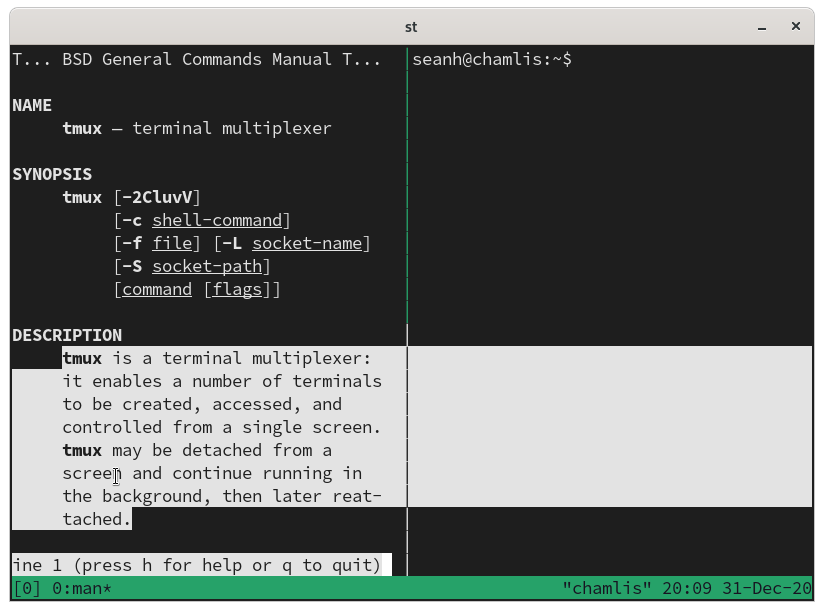 st
T... BSD General Commands Manual T...
seanh@chamlis:~$
NAME
tmux — terminal multiplexer
SYNOPSIS
tmux [-2CluvV]
[-c shell-command]
[-f file] [-L socket-name]
[-S socket-path]
[command [flags]]
DESCRIPTION
tmux is a terminal multiplexer:
it enables a number of terminals
to be created, accessed, and
controlled from a single screen.
tmux may be detached from a
screen and continue running in
the background, then later reat-
tached.
ine 1 (press h for help or q to quit)
[0] 0:man* "chamlis" 20:09 31-Dec-20